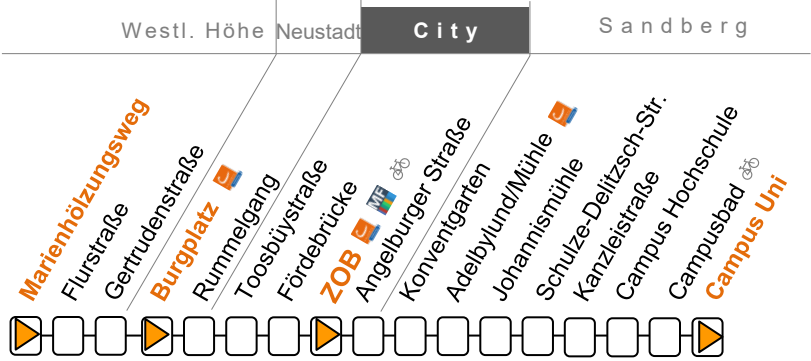 Westl. Höhe
Neustadt
City
Sandberg
Marienhölzungsweg
Flurstraße
Gertrudenstraße
Burgplatz
Rummelgang
Toosbüystraße
Fördebrücke
ZOB
MF
Angelburger Straße
Konventgarten
Adelbylund/Mühle
Johannismühle
Schulze-Delitzsch-Str.
Kanzleistraße
Campus Hochschule
Campusbad
Campus Uni